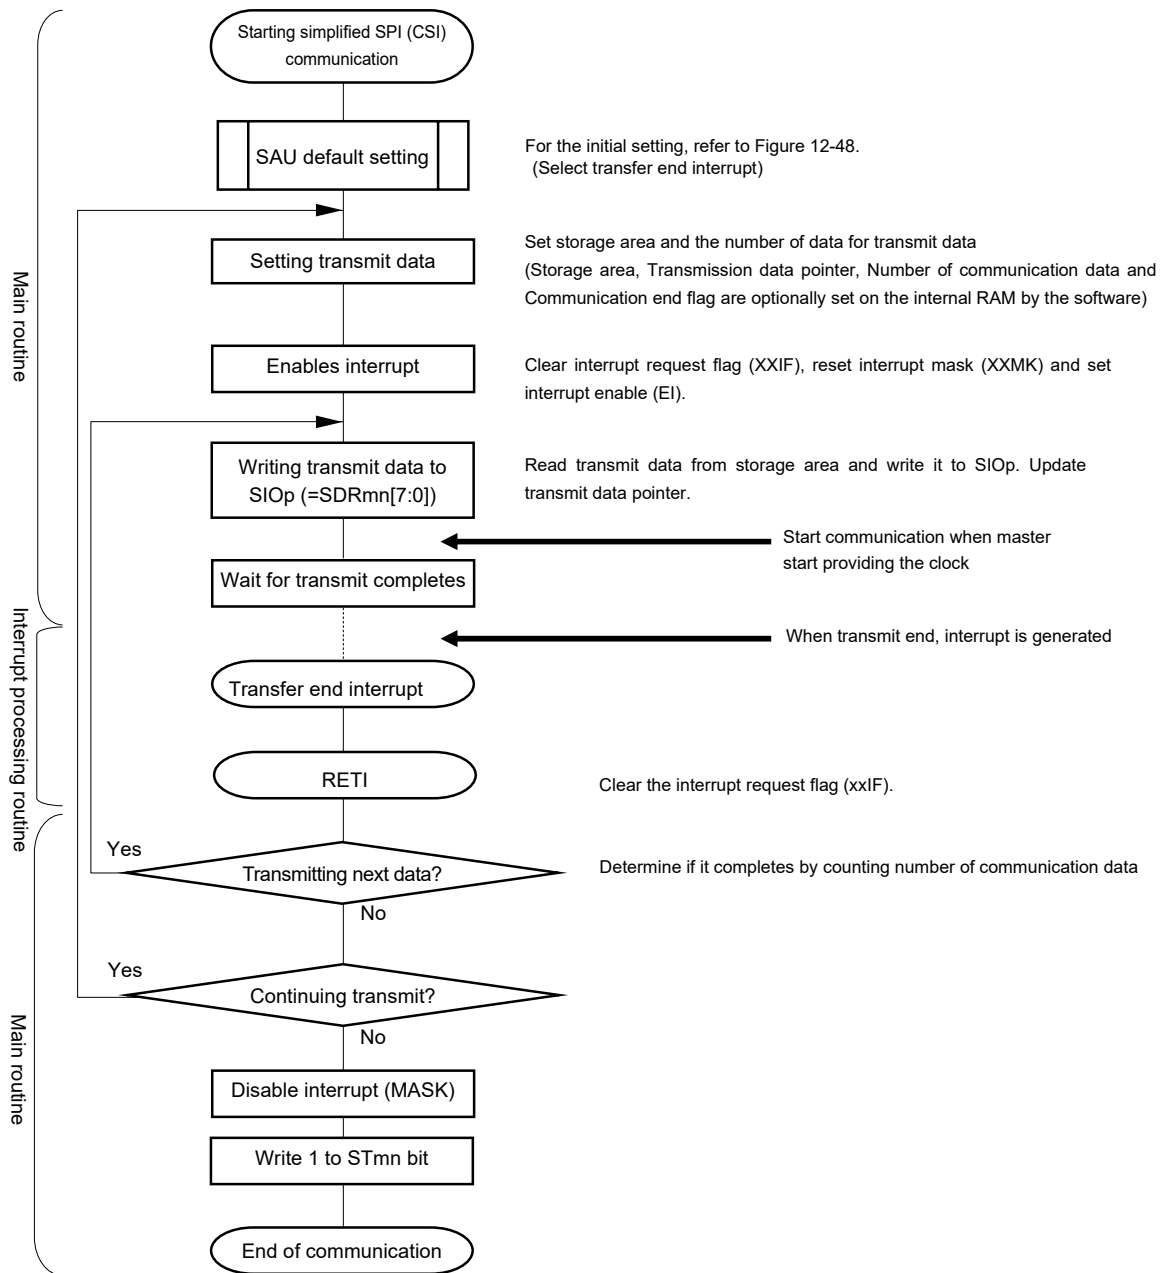 Starting simplified SPI (CSI)
communication
SAU default setting
For the initial setting, refer to Figure 12-48.
(Select transfer end interrupt)
Main routine
Setting transmit data
Set storage area and the number of data for transmit data
(Storage area, Transmission data pointer, Number of communication data and
Communication end flag are optionally set on the internal RAM by the software)
Enables interrupt
Clear interrupt request flag (XXIF), reset interrupt mask (XXMK) and set
interrupt enable (EI).
Writing transmit data to
SIOp (=SDRmn[7:0])
Read transmit data from storage area and write it to SIOp. Update
transmit data pointer.
Start communication when master
start providing the clock
Wait for transmit completes
When transmit end, interrupt is generated
Interrupt processing routine
Transfer end interrupt
RETI
Clear the interrupt request flag (xxIF).
Yes
Transmitting next data?
Determine if it completes by counting number of communication data
No
Yes
Continuing transmit?
No
Main routine
Disable interrupt (MASK)
Write 1 to STmn bit
End of communication